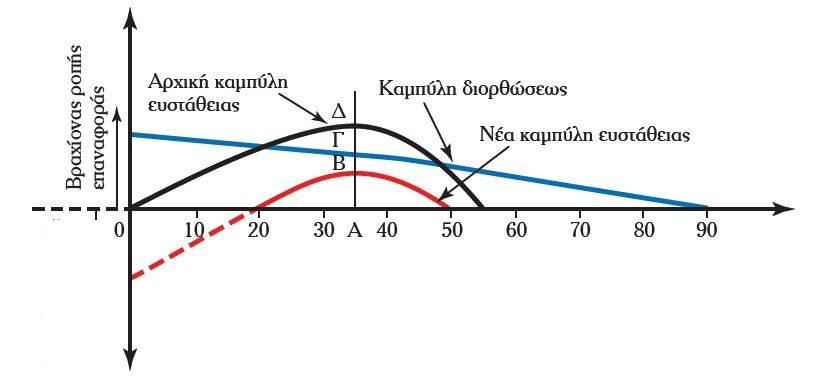 Βραχίονας ροπής
επαναφοράς
Αρχική καμπύλη
ευστάθειας
Καμπύλη διορθώσεως
Νέα καμπύλη ευστάθειας
Δ
Γ
Β
0 10 20 30 Α 40 50 60 70 80 90